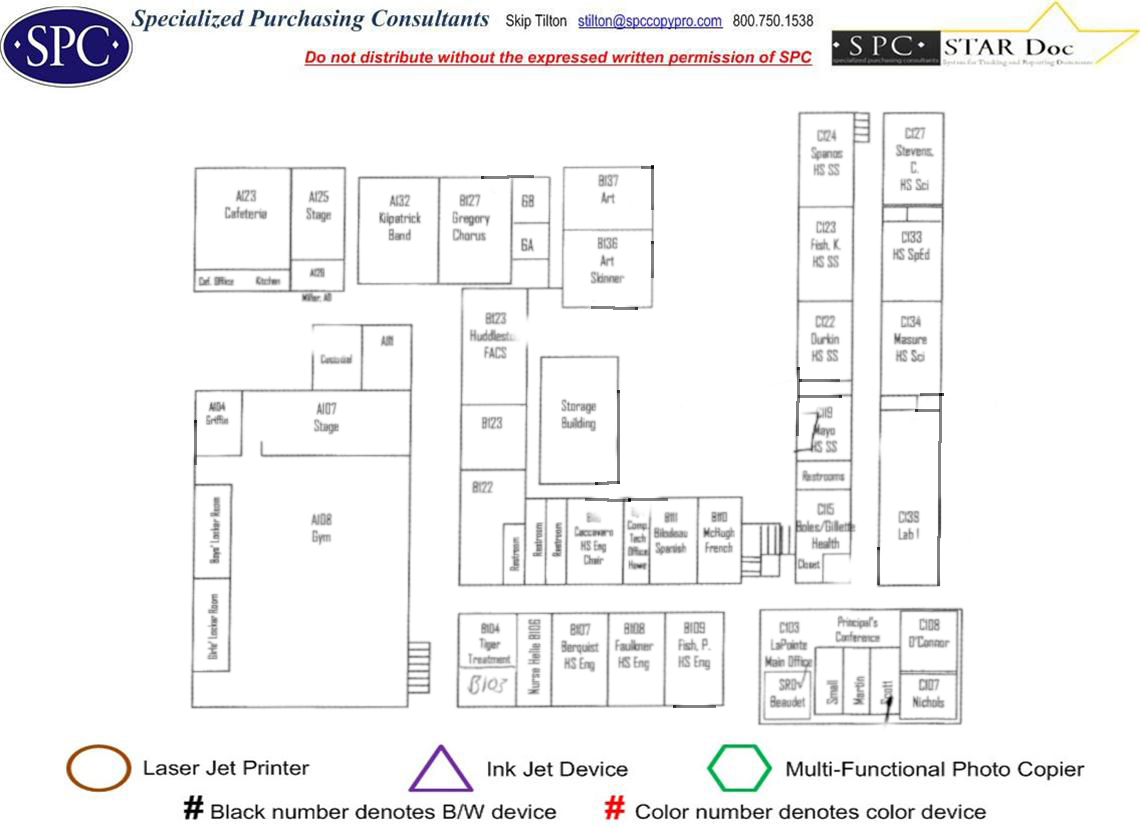 Specialized Purchasing Consultants Skip Tilton stilton@spccopypro.com 800.750.1538
Do not distribute without the expressed written permission of SPC
·SPC·
· S P C ·
specialized purchasing consultants
STAR Doc
System for Tracking and Reporting Documents
A123
Cafeteria
Caf. Office
Kitchen
A125
Stage
A126
Miller, AD
A132
Kilpatrick
Band
B127
Gregory
Chorus
6B
6A
B137
Art
B136
Art
Skinner
C124
Spanos
HS SS
C123
Fish, K.
HS SS
C122
Durkin
HS SS
C119
Mayo
HS SS
Restrooms
C115
Boles/Gillette
Health
Closet
C127
Stevens,
C.
HS Sci
C133
HS SpEd
C134
Masure
HS Sci
C139
Lab 1
Custodial
A111
A104
Griffin
A107
Stage
A108
Gym
Boys' Locker Room
Girls' Locker Room
B123
FACS
B123
B122
Storage
Building
Restroom
Restroom
Restroom
Caccavaro
HS Eng
Chair
Comp.
Tech
Office
Howe
B111
Bilodeau
Spanish
B110
McHugh
French
B104
Tiger
Treatment
B103
Nurse Helie B106
B107
Berquist
HS Eng
B108
Faulkner
HS Eng
B109
Fish, P.
HS Eng
C103
LaPointe
Main Office
SRO
Beaudet
Principal's
Conference
Small
Martin
Scott
C108
O'Connor
C107
Nichols
Laser Jet Printer
Ink Jet Device
Multi-Functional Photo Copier
# Black number denotes B/W device
# Color number denotes color device